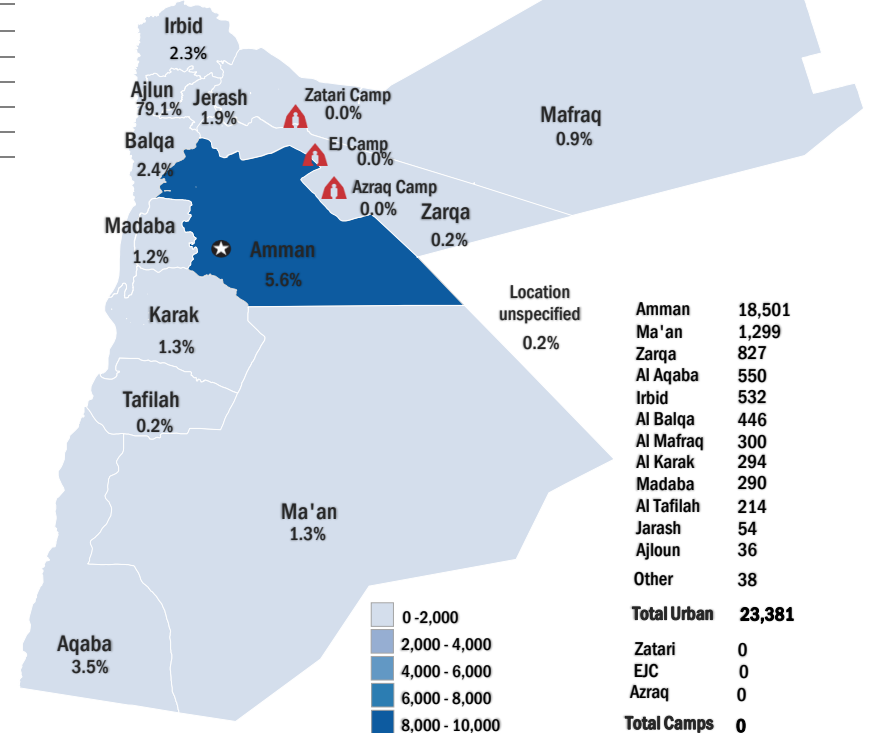 Irbid
2.3%
Ajlun
79.1%
Jerash
1.9%
Zatari Camp
0.0%
Mafraq
0.9%
Balqa
2.4%
EJ Camp
0.0%
Azraq Camp
0.0%
Zarqa
0.2%
Madaba
1.2%
Amman
5.6%
Location
unspecified
0.2%
Karak
1.3%
Tafilah
0.2%
Ma'an
1.3%
Aqaba
3.5%
0 -2,000
2,000 - 4,000
4,000 - 6,000
6,000 - 8,000
8,000 - 10,000
Amman 18,501
Ma'an 1,299
Zarqa 827
Al Aqaba 550
Irbid 532
Al Balqa 446
Al Mafraq 300
Al Karak 294
Madaba 290
Al Tafilah 214
Jarash 54
Ajloun 36
Other 38
Total Urban 23,381
Zatari 0
EJC 0
Azraq 0
Total Camps 0